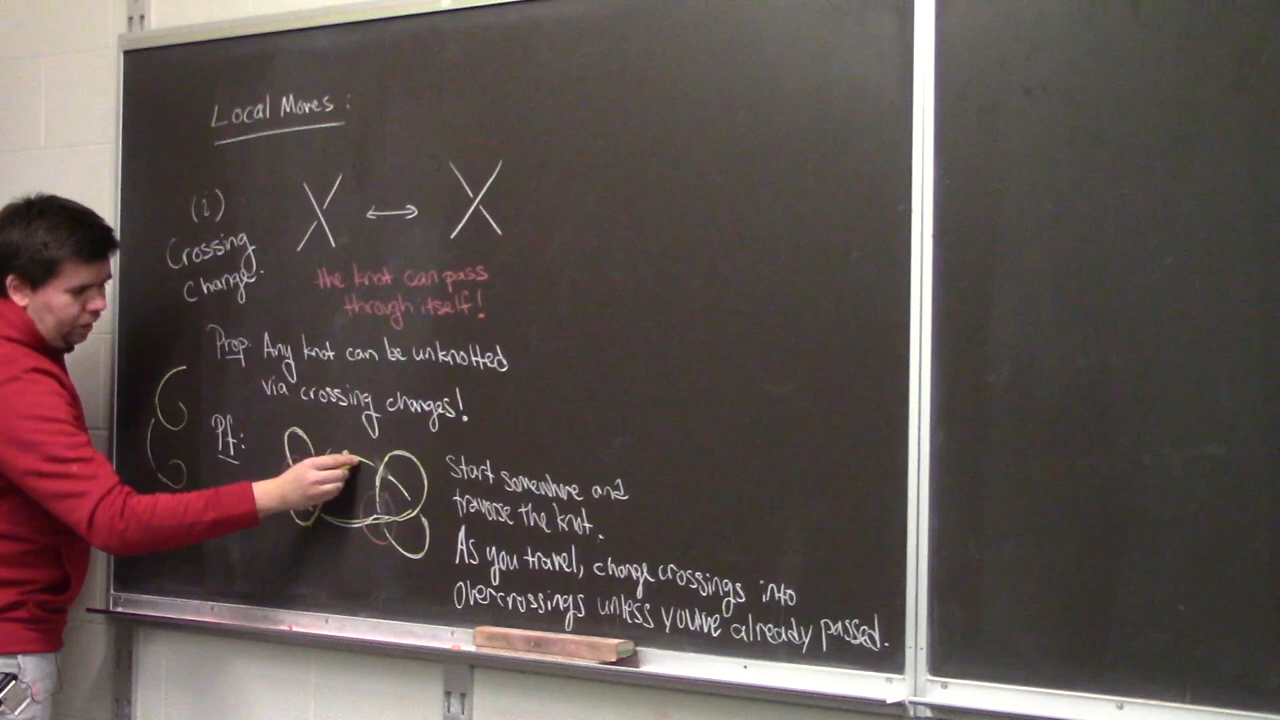 Local Moves:
(i)
Crossing
change.
the knot can pass
through itself!
Prop. Any knot can be unknotted
via crossing changes!
Pf:
Start somewhere and
traverse the knot.
As you travel, change crossings into
overcrossings unless you've already passed.